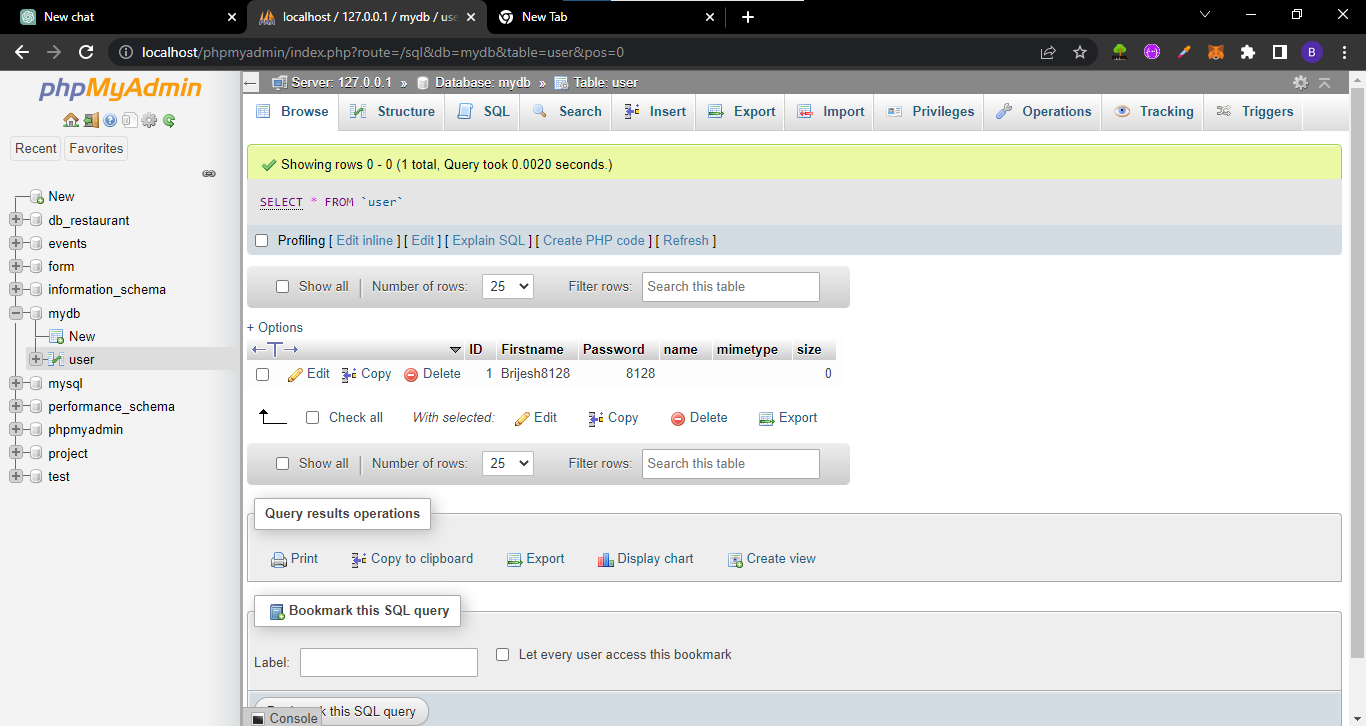 New chat
localhost / 127.0.0.1 / mydb / use
New Tab
localhost/phpmyadmin/index.php?route=/sql&db=mydb&table=user&pos=0
B
phpMyAdmin
Recent
Favorites
New
db_restaurant
events
form
information_schema
mydb
New
user
mysql
performance_schema
phpmyadmin
project
test
Server: 127.0.0.1 » Database: mydb » Table: user
Browse Structure SQL Search Insert Export Import Privileges Operations Tracking Triggers
Showing rows 0 - 0 (1 total, Query took 0.0020 seconds.)
SELECT * FROM `user`
Profiling [ Edit inline ] [ Edit ] [ Explain SQL ] [ Create PHP code ] [ Refresh ]
Show all Number of rows: 25 Filter rows: Search this table
+ Options
ID Firstname Password name mimetype size
Edit Copy Delete 1 Brijesh8128 8128 0
Check all With selected: Edit Copy Delete Export
Show all Number of rows: 25 Filter rows: Search this table
Query results operations
Print Copy to clipboard Export Display chart Create view
Bookmark this SQL query
Label: Let every user access this bookmark
this SQL query
Console